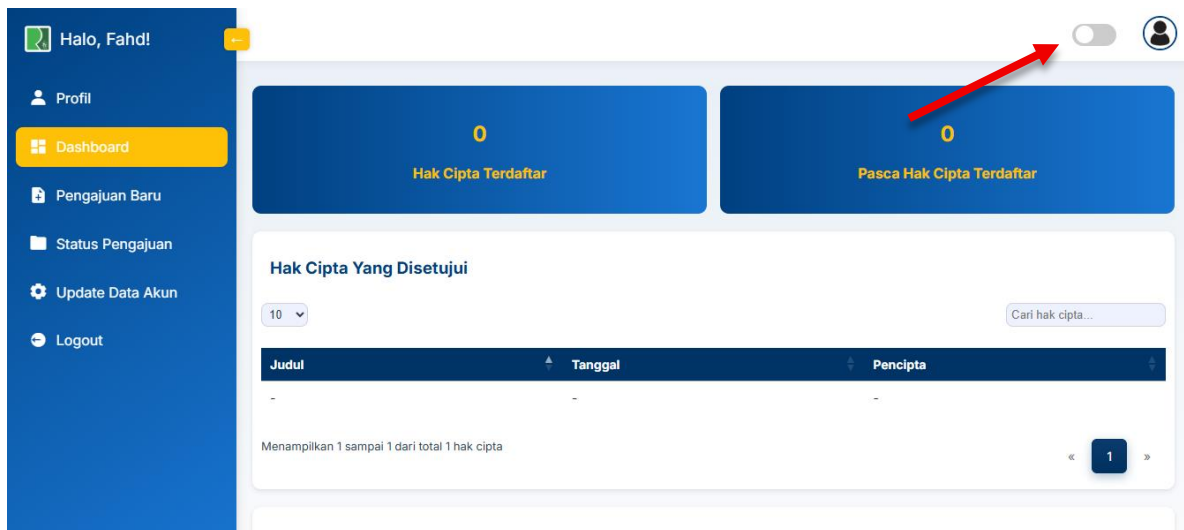 Halo, Fahd!
←
Profil
Dashboard
Pengajuan Baru
Status Pengajuan
Update Data Akun
Logout
0
Hak Cipta Terdaftar
0
Pasca Hak Cipta Terdaftar
Hak Cipta Yang Disetujui
10
Cari hak cipta...
Judul Tanggal Pencipta
- - -
Menampilkan 1 sampai 1 dari total 1 hak cipta
« 1 »